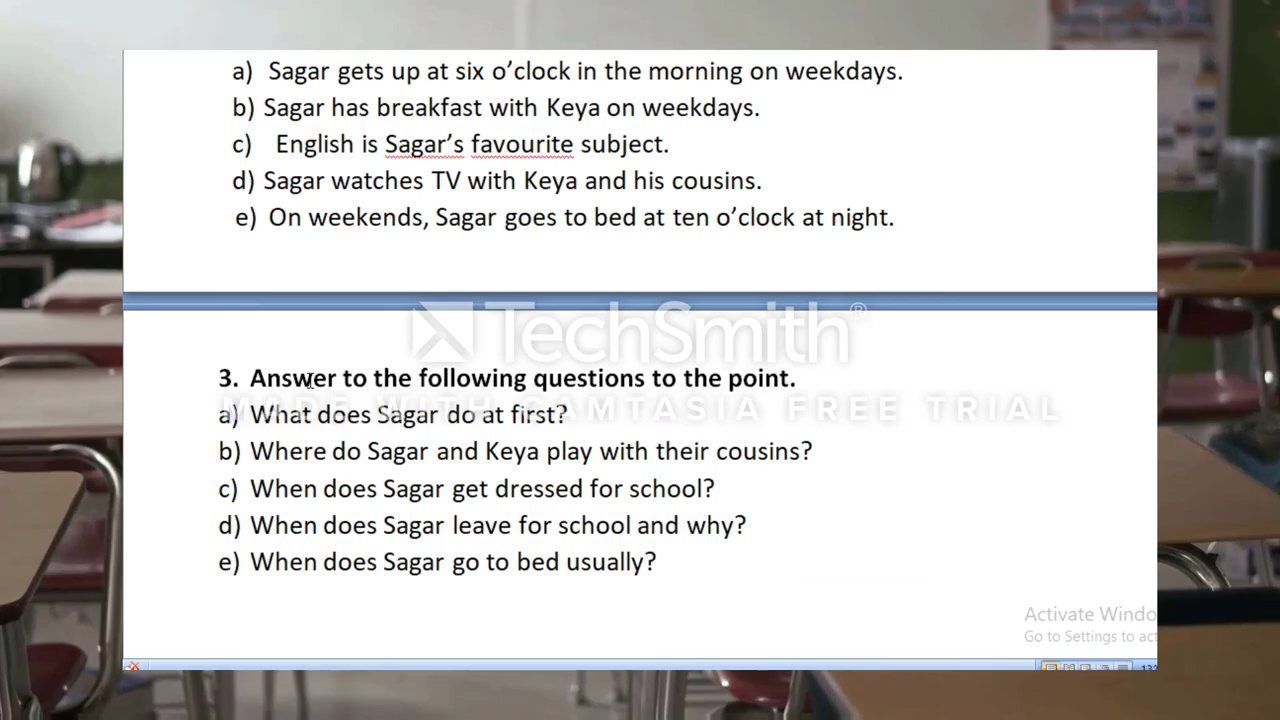 a) Sagar gets up at six o’clock in the morning on weekdays.
b) Sagar has breakfast with Keya on weekdays.
c) English is Sagar’s favourite subject.
d) Sagar watches TV with Keya and his cousins.
e) On weekends, Sagar goes to bed at ten o’clock at night.
TechSmith®
3. Answer to the following questions to the point.
MADE WITH CAMTASIA FREE TRIAL
a) What does Sagar do at first?
b) Where do Sagar and Keya play with their cousins?
c) When does Sagar get dressed for school?
d) When does Sagar leave for school and why?
e) When does Sagar go to bed usually?
Activate Windo
Go to Settings to act